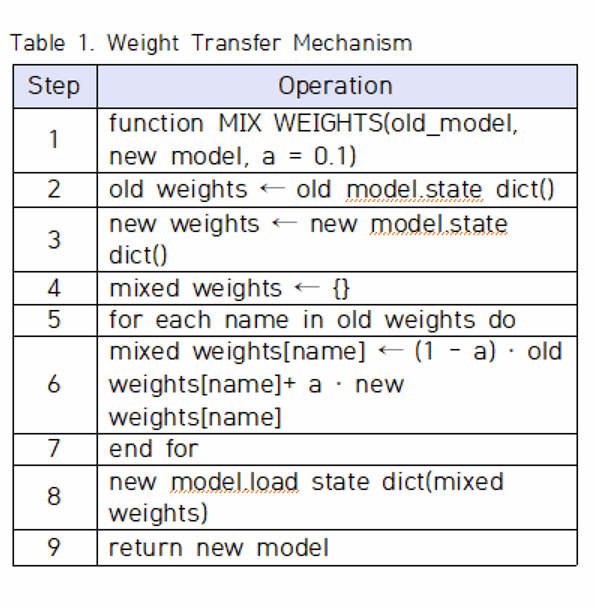 Table 1. Weight Transfer Mechanism
Step Operation
1 function MIX WEIGHTS(old_model,
new model, a = 0.1)
2 old weights ← old model.state dict()
3 new weights ← new model.state
dict()
4 mixed weights ← {}
5 for each name in old weights do
6 mixed weights[name] ← (1 - a) · old
weights[name]+ a · new
weights[name]
7 end for
8 new model.load state dict(mixed
weights)
9 return new model